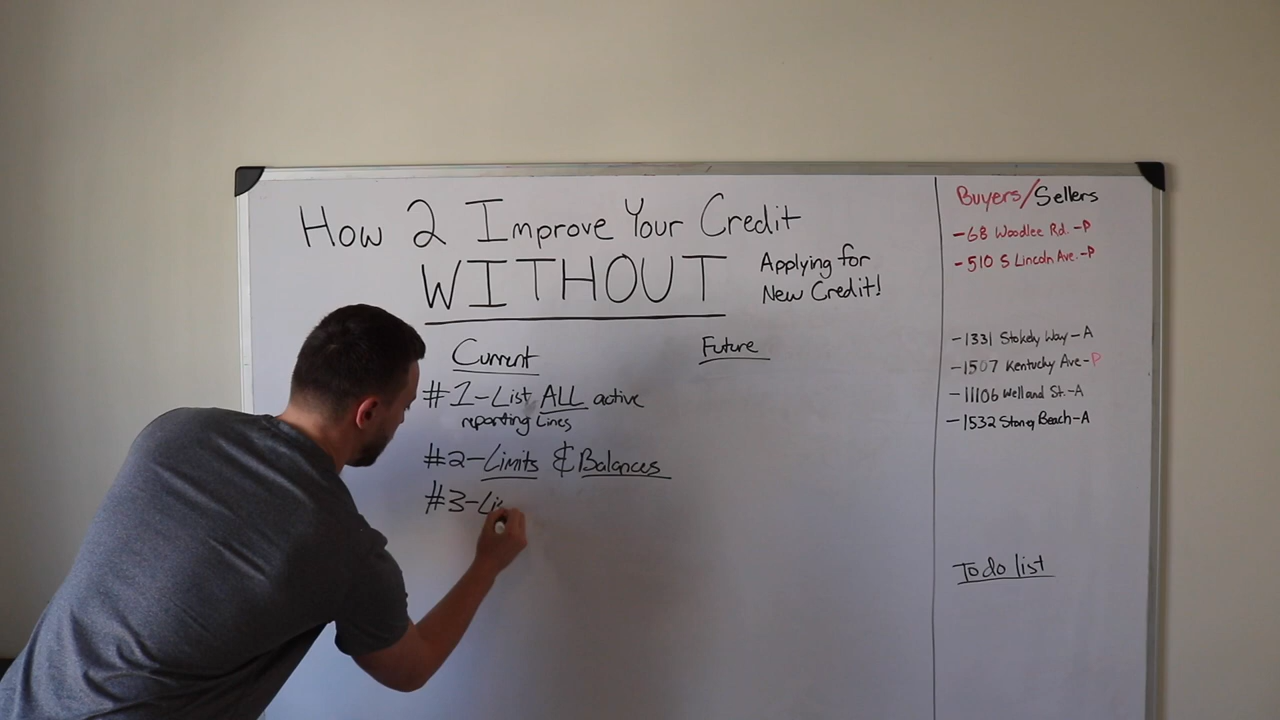 How 2 Improve Your Credit
WITHOUT
Applying for
New Credit!
Current
#1-List ALL active
reporting Lines
#2-Limits & Balances
#3-Lis
Future
Buyers/Sellers
-68 Woodlee Rd. -P
-510 S Lincoln Ave.-P
-1331 Stokely Way-A
-1507 Kentucky Ave-P
-11106 Welland St.-A
-1532 Stoney Beach-A
To do list